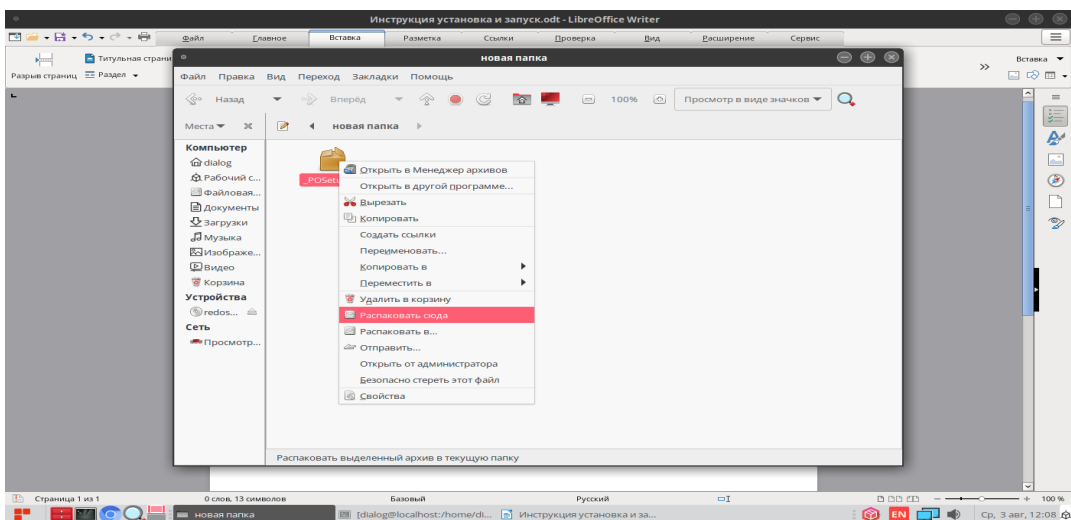 Инструкция установка и запуск.odt - LibreOffice Writer
Файл Главное Вставка Разметка Ссылки Проверка Вид Расширение Сервис
Титульная страни
Разрыв страниц Раздел
Вставка
новая папка
Файл Правка Вид Переход Закладки Помощь
Назад Вперёд 100% Просмотр в виде значков
Места новая папка
Компьютер
dialog
Рабочий с...
Файловая...
Документы
Загрузки
Музыка
Изображе...
Видео
Корзина
Устройства
redos...
Сеть
Просмотр...
_POSet
Открыть в Менеджер архивов
Открыть в другой программе...
Вырезать
Копировать
Создать ссылки
Переименовать...
Копировать в
Переместить в
Удалить в корзину
Распаковать сюда
Распаковать в...
Отправить...
Открыть от администратора
Безопасно стереть этот файл
Свойства
Распаковать выделенный архив в текущую папку
Страница 1 из 1 0 слов, 13 символов Базовый Русский 100 %
новая папка [dialog@localhost:/home/di... Инструкция установка и за... EN Ср, 3 авг, 12:08